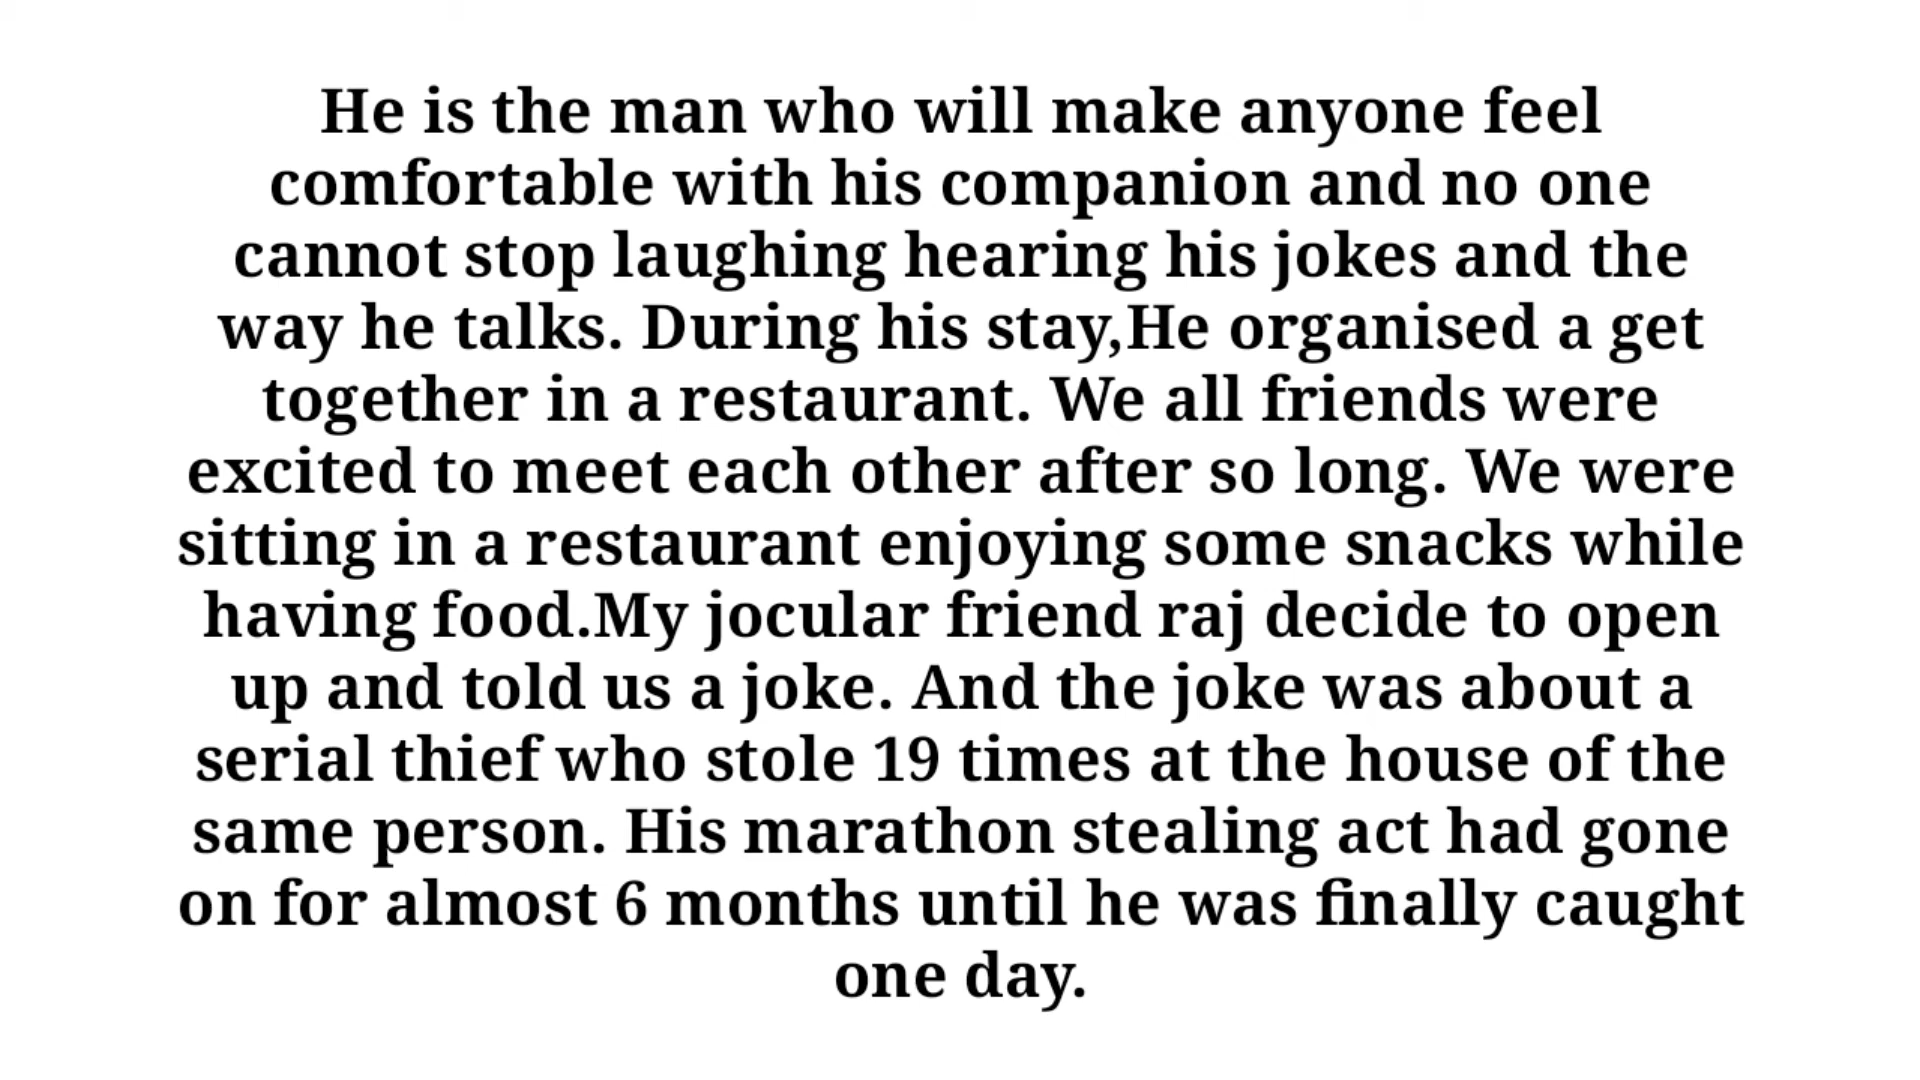 He is the man who will make anyone feel
comfortable with his companion and no one
cannot stop laughing hearing his jokes and the
way he talks. During his stay,He organised a get
together in a restaurant. We all friends were
excited to meet each other after so long. We were
sitting in a restaurant enjoying some snacks while
having food.My jocular friend raj decide to open
up and told us a joke. And the joke was about a
serial thief who stole 19 times at the house of the
same person. His marathon stealing act had gone
on for almost 6 months until he was finally caught
one day.